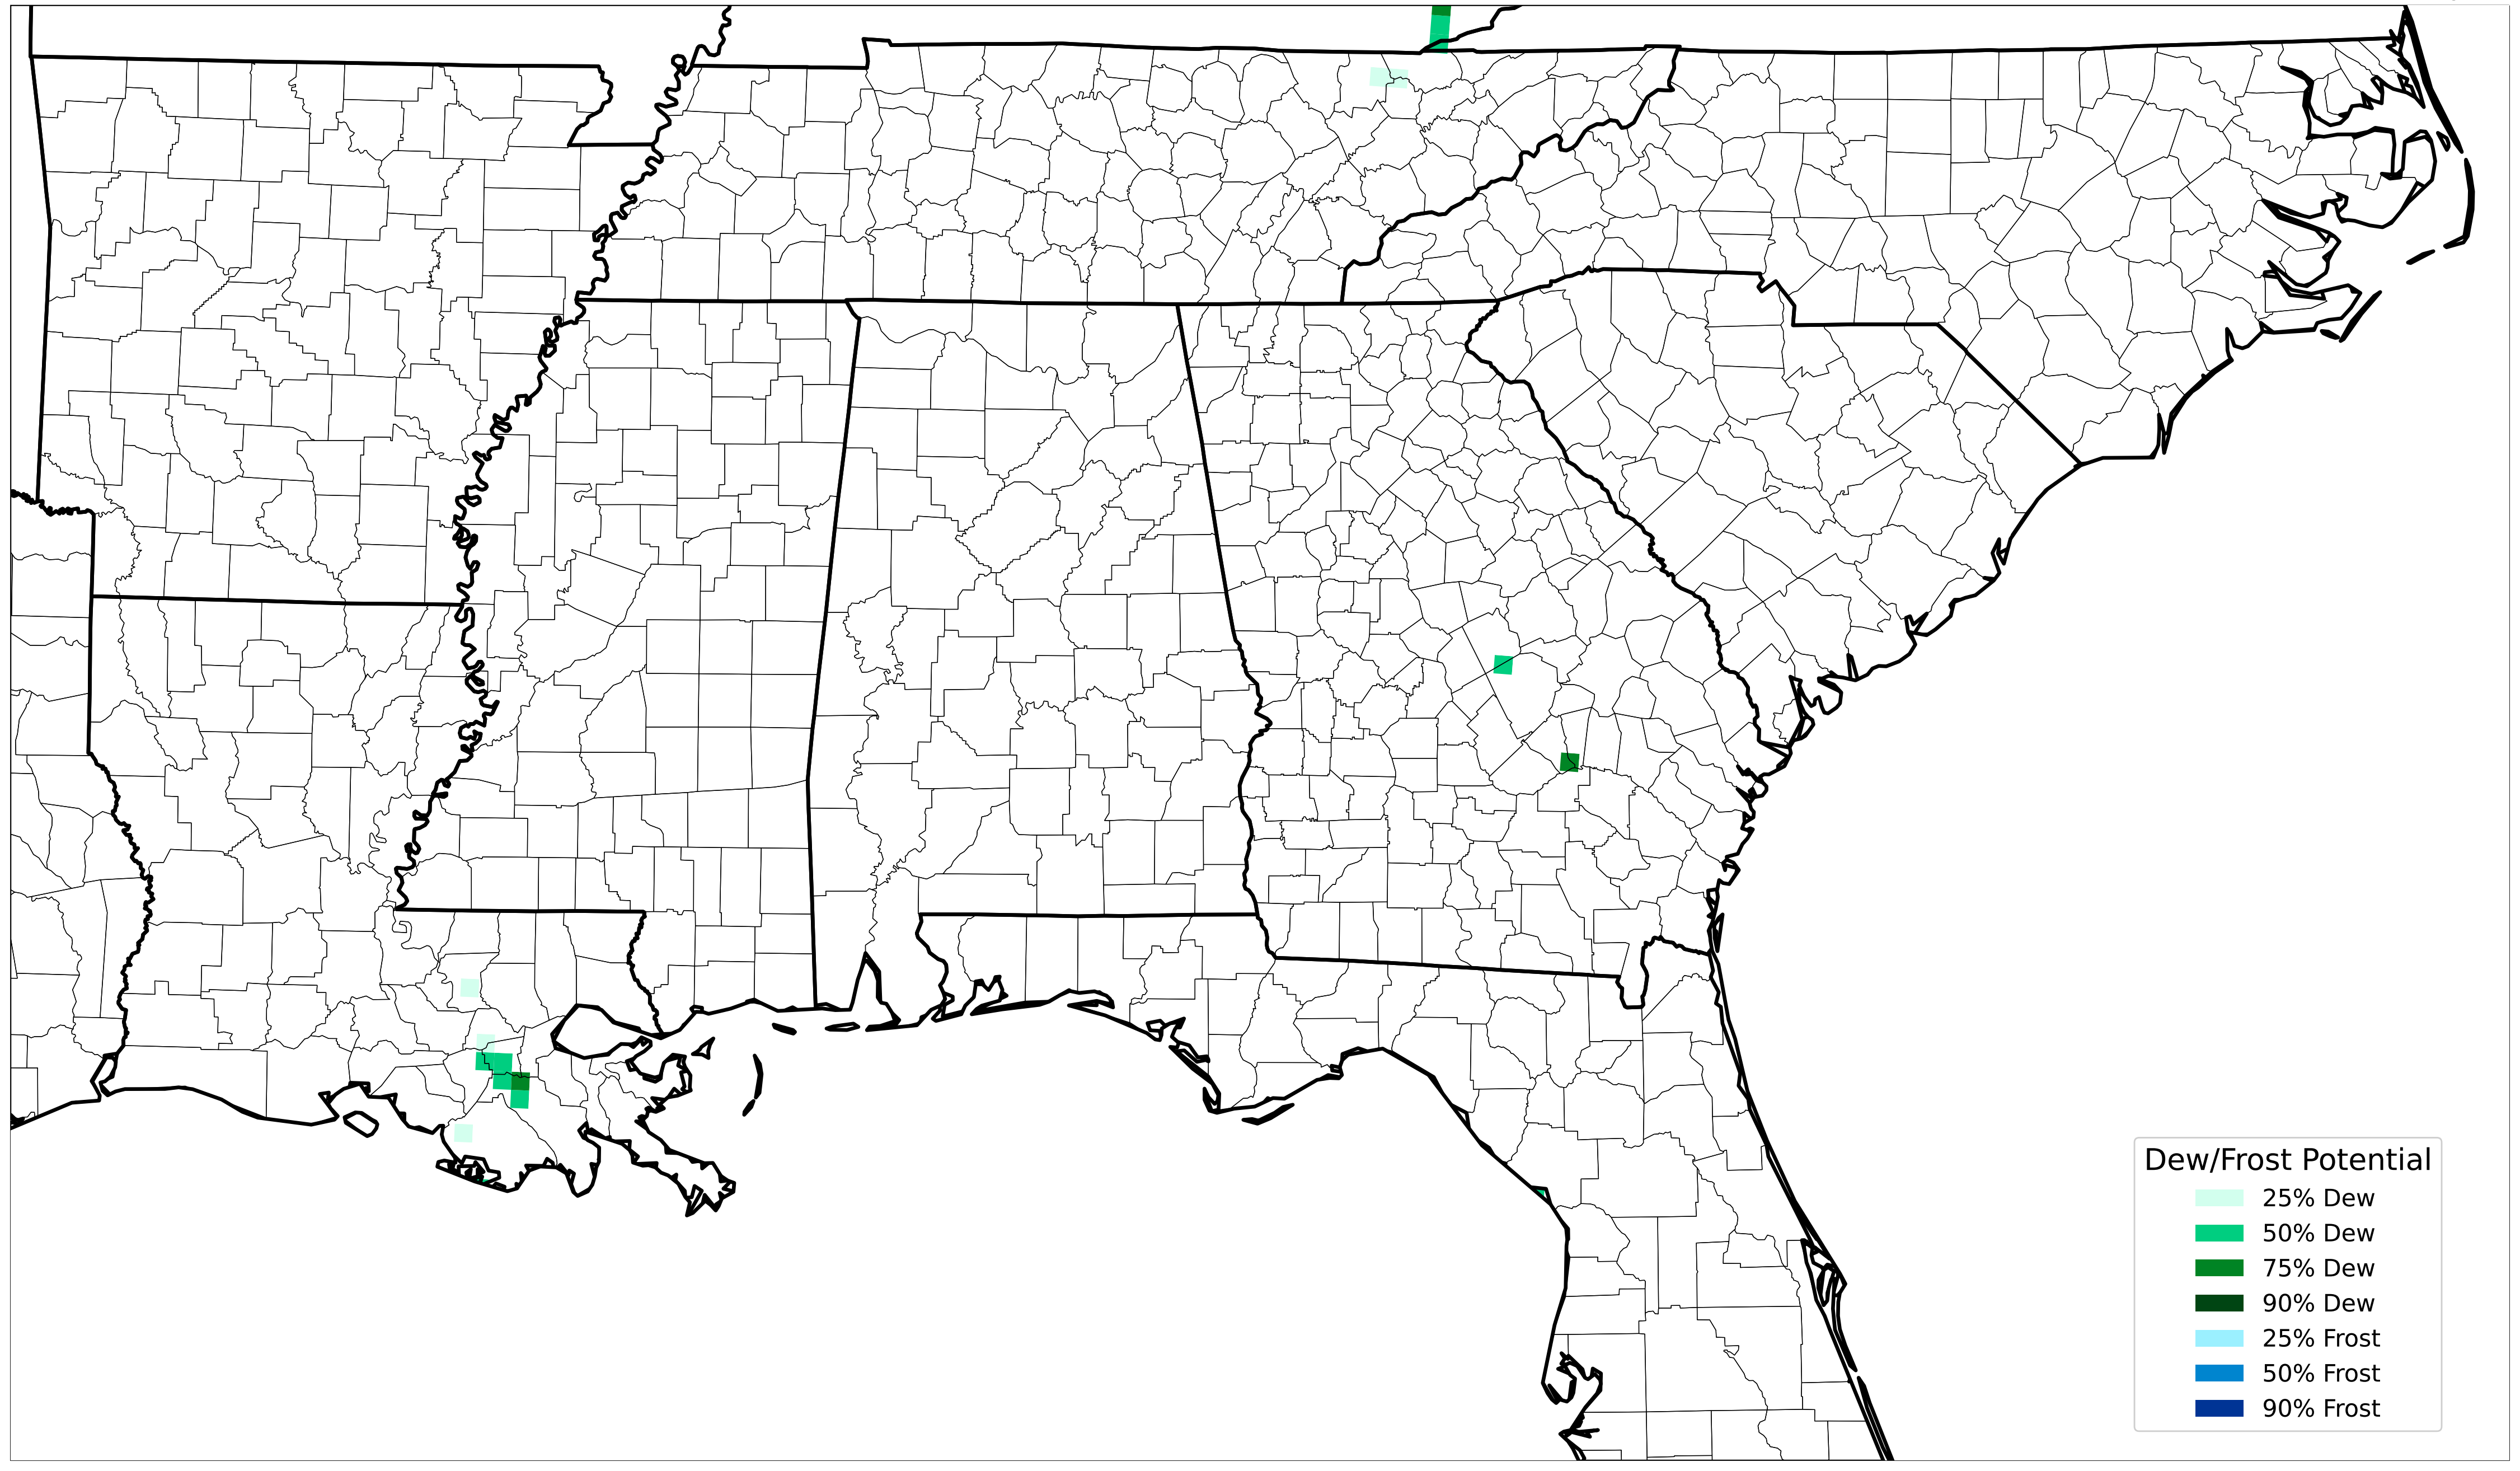 Dew/Frost Potential
25% Dew
50% Dew
75% Dew
90% Dew
25% Frost
50% Frost
90% Frost